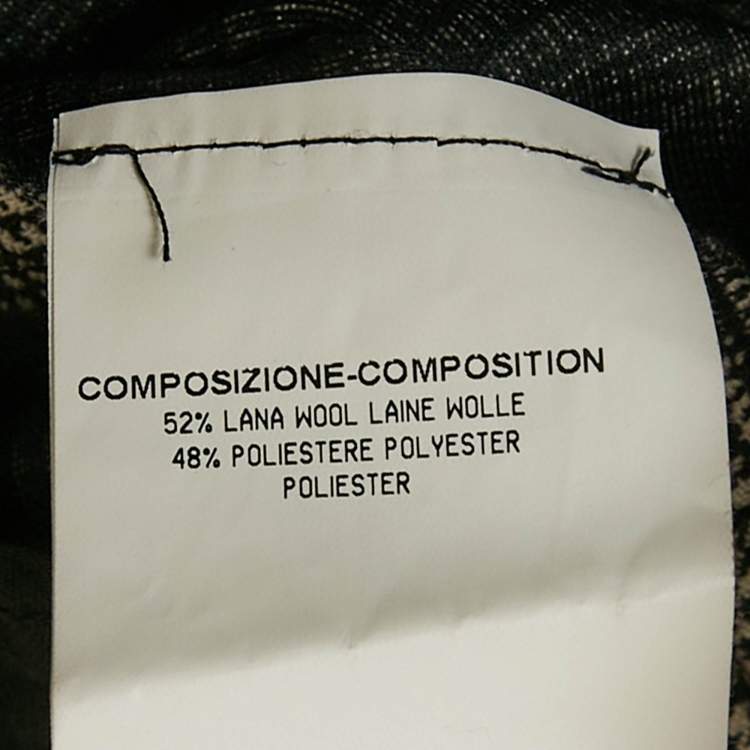 COMPOSIZIONE-COMPOSITION
52% LANA WOOL LAINE WOLLE
48% POLIESTERE POLYESTER
POLIESTER